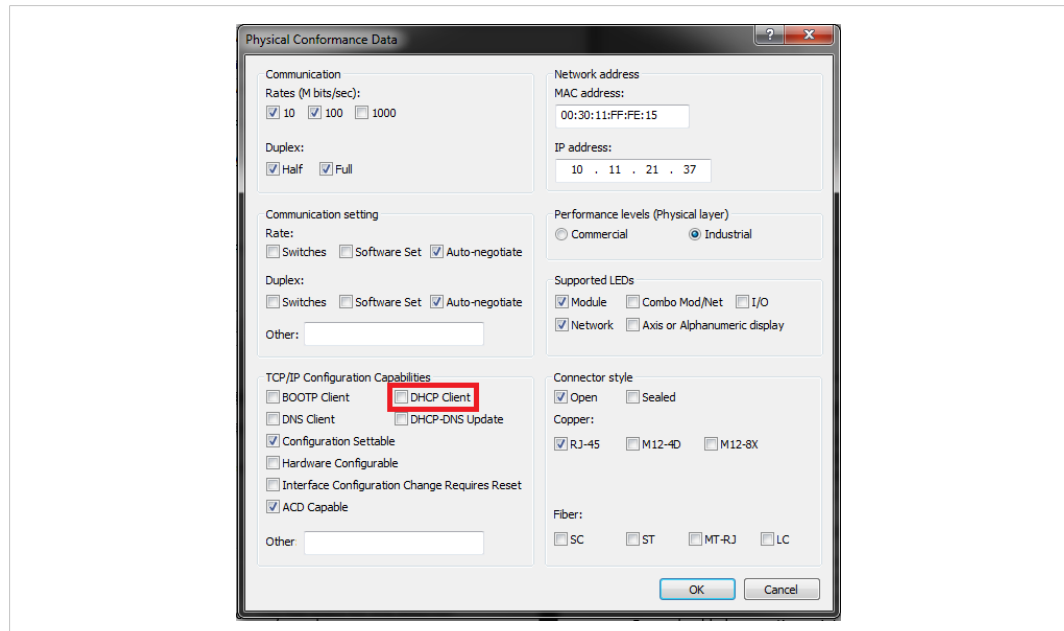 Physical Conformance Data
Communication
Rates (M bits/sec):
10 100 1000
Duplex:
Half Full
Communication setting
Rate:
Switches Software Set Auto-negotiate
Duplex:
Switches Software Set Auto-negotiate
Other:
TCP/IP Configuration Capabilities
BOOTP Client DHCP Client
DNS Client DHCP-DNS Update
Configuration Settable
Hardware Configurable
Interface Configuration Change Requires Reset
ACD Capable
Other:
Network address
MAC address:
00:30:11:FF:FE:15
IP address:
10 . 11 . 21 . 37
Performance levels (Physical layer)
Commercial Industrial
Supported LEDs
Module Combo Mod/Net I/O
Network Axis or Alphanumeric display
Connector style
Open Sealed
Copper:
RJ-45 M12-4D M12-8X
Fiber:
SC ST MT-RJ LC
OK Cancel